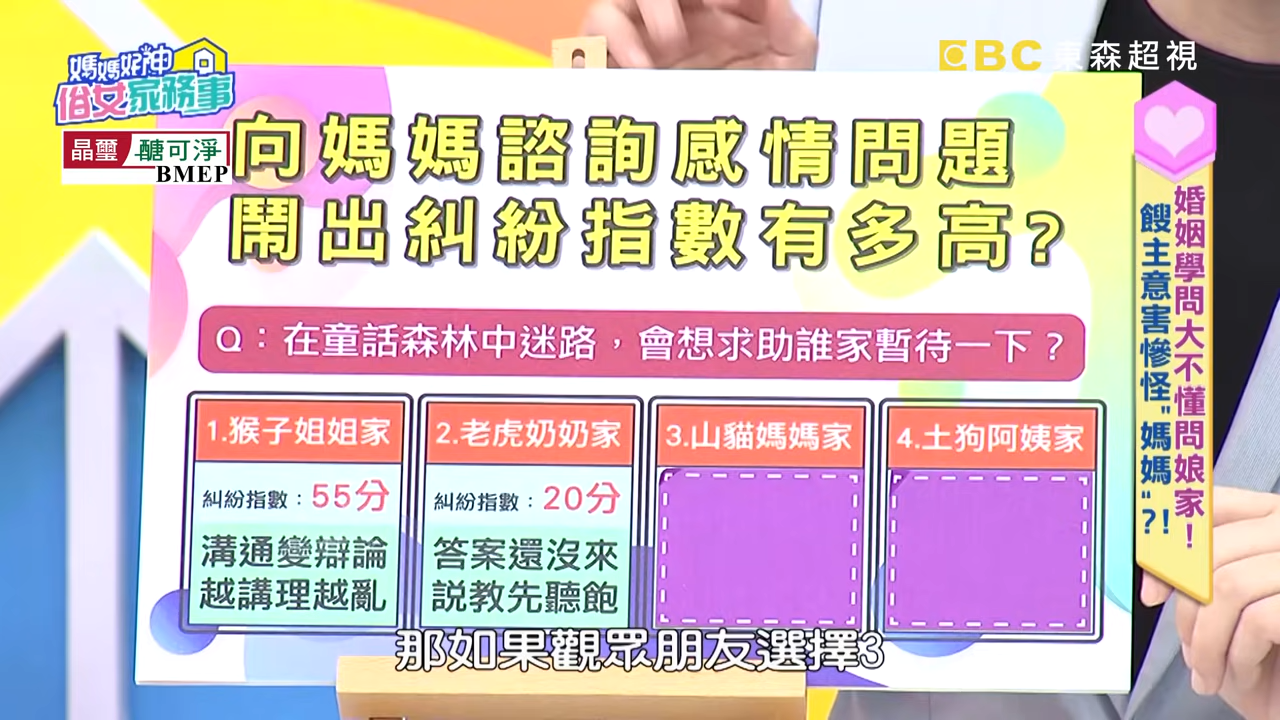 媽媽好神
俗女家務事
晶璽 醣可淨
BMEP
EBC 東森超視
向媽媽諮詢感情問題
鬧出糾紛指數有多高?
Q：在童話森林中迷路，會想求助誰家暫待一下？
1.猴子姐姐家
糾紛指數：55分
溝通變辯論
越講理越亂
2.老虎奶奶家
糾紛指數：20分
答案還沒來
說教先聽飽
3.山貓媽媽家
4.土狗阿姨家
婚姻學問大不懂問娘家！
餿主意害慘怪"媽媽"?!
那如果觀眾朋友選擇3